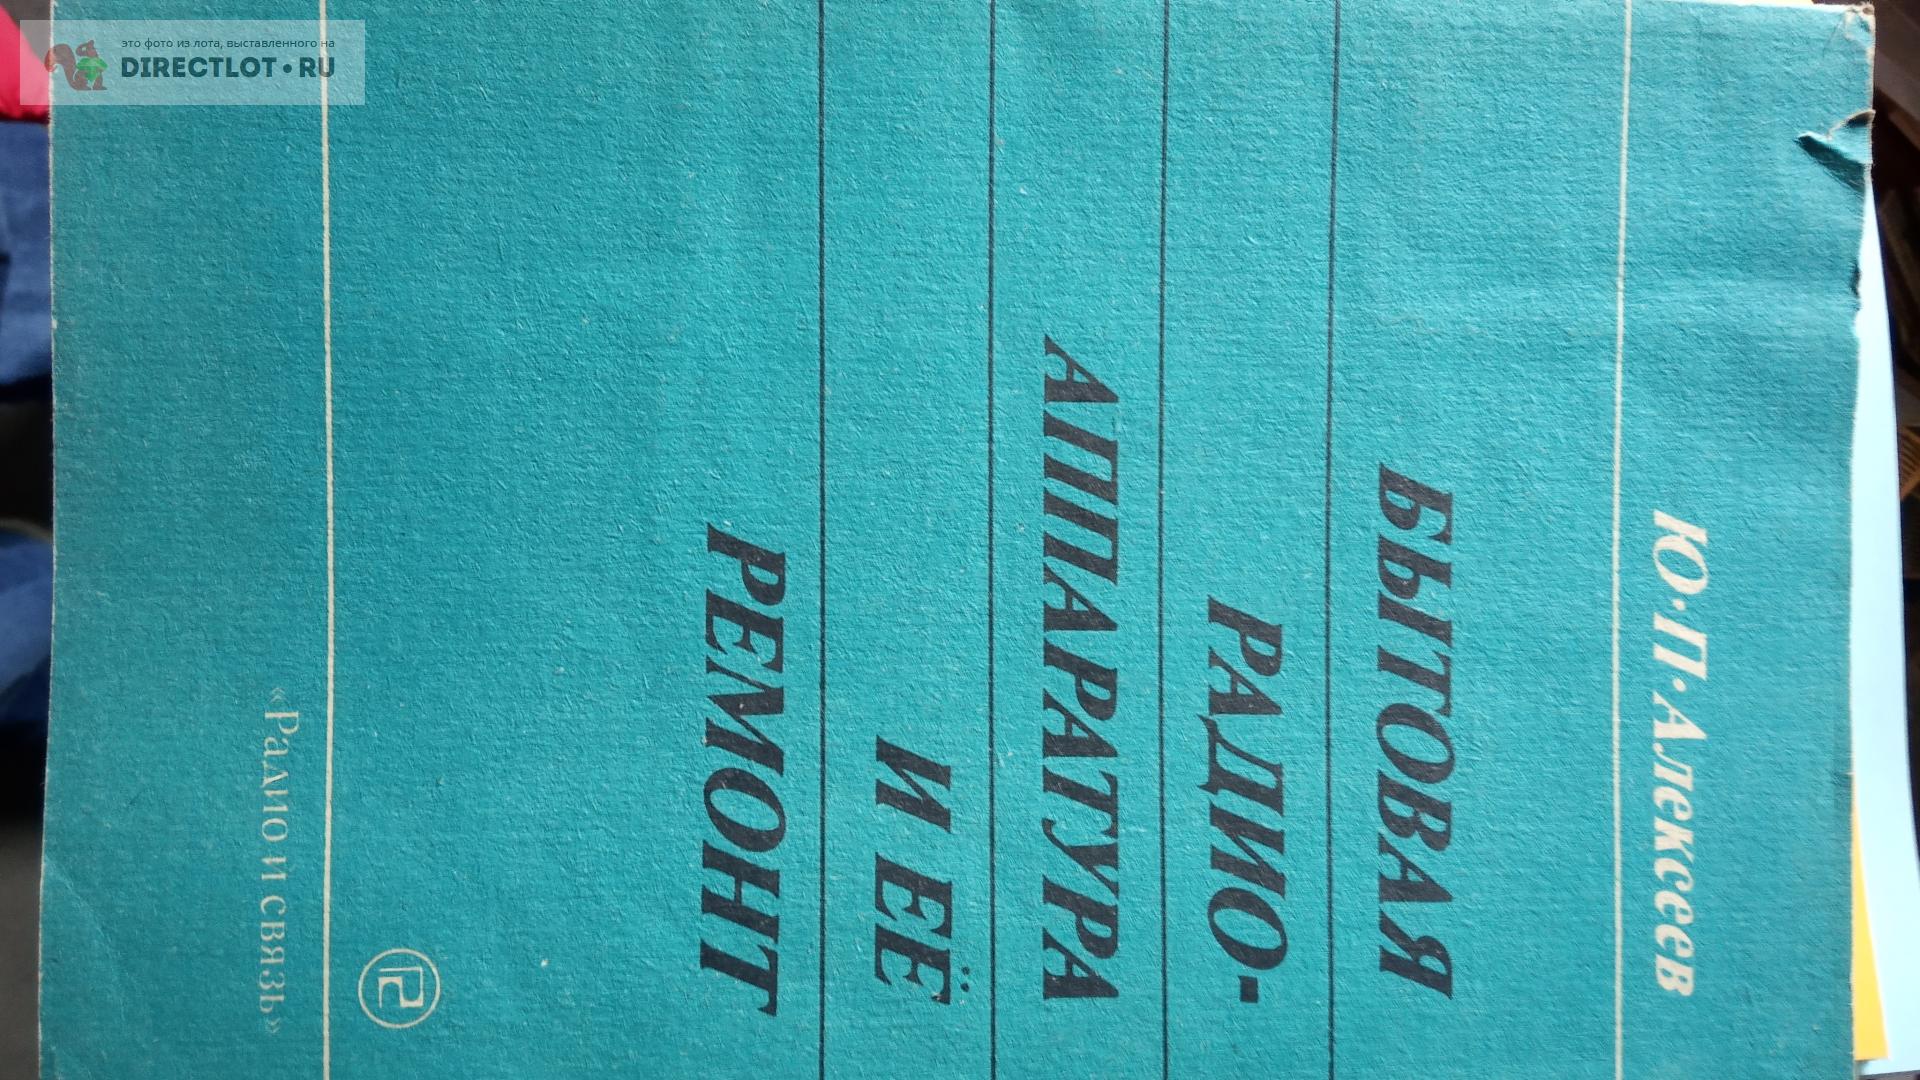 это фото из лота, выставленного на
DIRECTLOT•RU
Ю·П·Алексеев
БЫТОВАЯ
РАДИО-
АППАРАТУРА
И ЕЁ
РЕМОНТ
«Радио и связь»